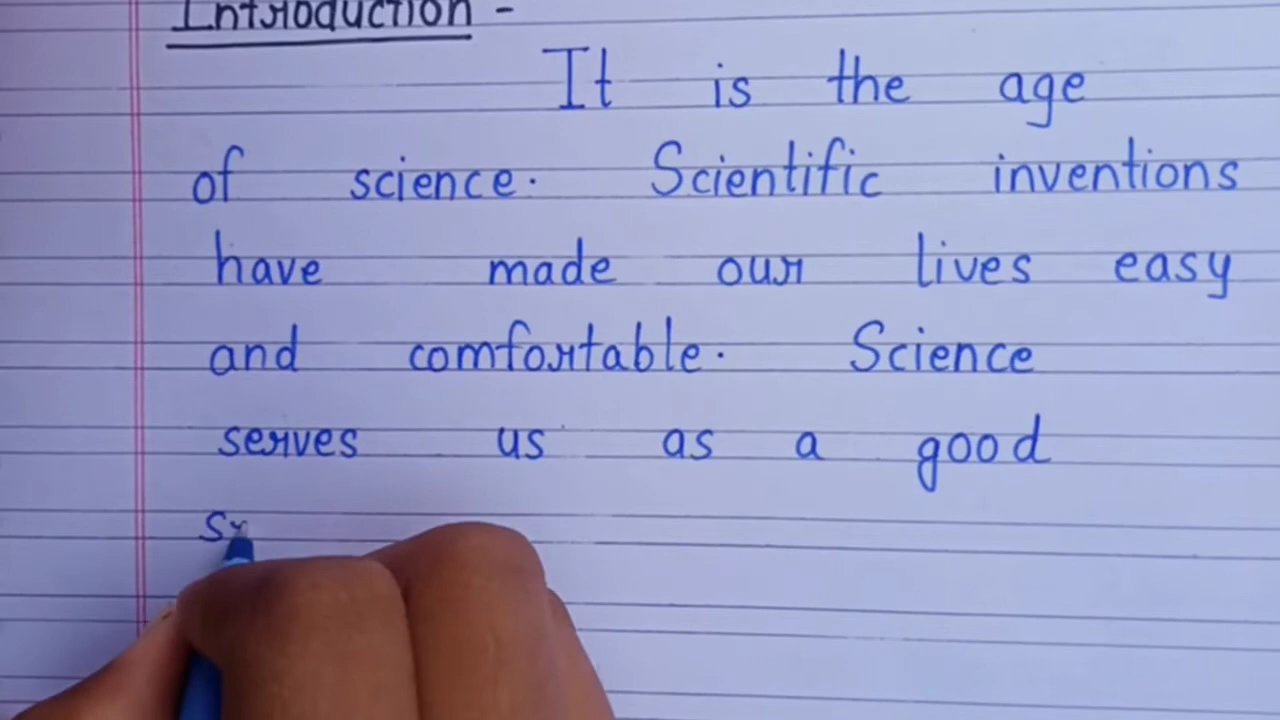 Introduction -
It is the age
of science. Scientific inventions
have made our lives easy
and comfortable. Science
serves us as a good